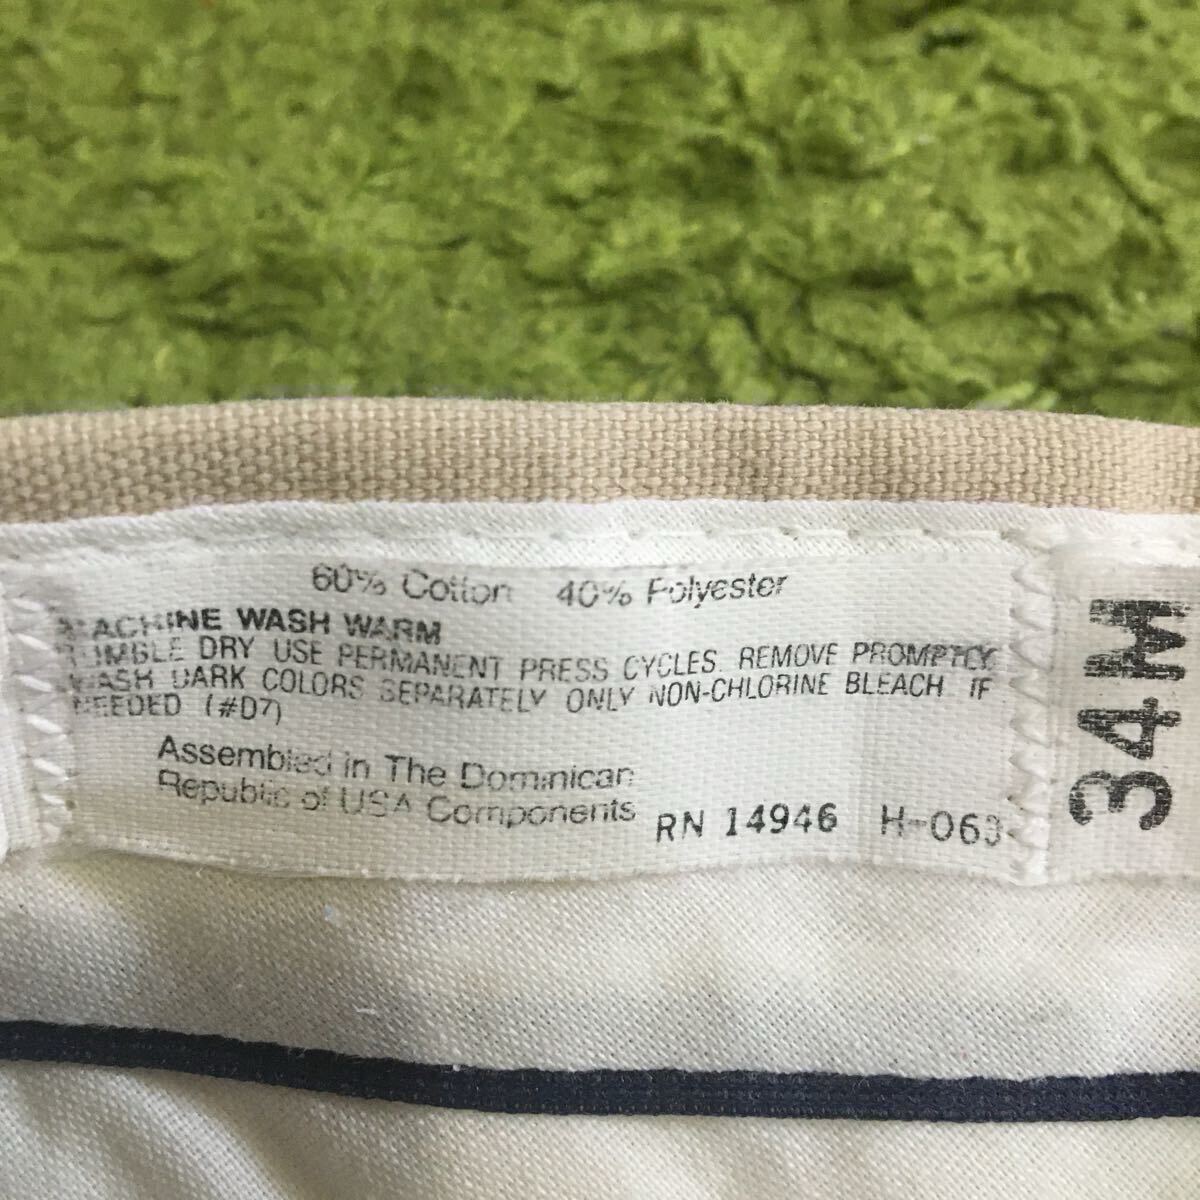 60% Cotton 40% Polyester
MACHINE WASH WARM
TUMBLE DRY USE PERMANENT PRESS CYCLES. REMOVE PROMPTLY
WASH DARK COLORS SEPARATELY ONLY NON-CHLORINE BLEACH IF
NEEDED (#D7)
Assembled in The Dominican
Republic of USA Components
RN 14946 H-063
34M